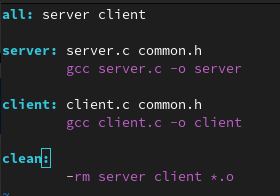 all: server client
server: server.c common.h
gcc server.c -o server
client: client.c common.h
gcc client.c -o client
clean:
-rm server client *.o
~